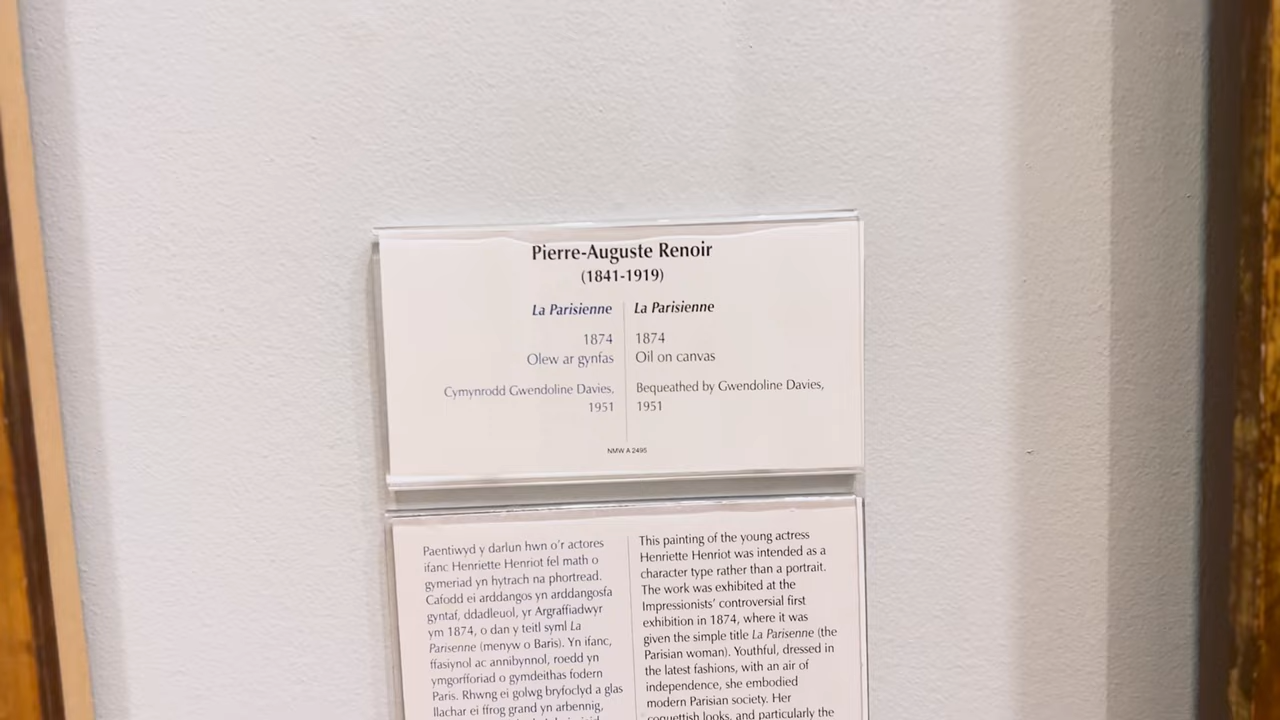 Pierre-Auguste Renoir
(1841-1919)
La Parisienne
1874
Olew ar gynfas
Cymynrodd Gwendoline Davies,
1951
La Parisienne
1874
Oil on canvas
Bequeathed by Gwendoline Davies,
1951
NMW A 2495
Paentiwyd y darlun hwn o'r actores
ifanc Henriette Henriot fel math o
gymeriad yn hytrach na phortread.
Cafodd ei arddangos yn arddangosfa
gyntaf, ddadleuol, yr Argraffiadwyr
ym 1874, o dan y teitl syml La
Parisenne (menyw o Baris). Yn ifanc,
ffasiynol ac annibynnol, roedd yn
ymgorfforiad o gymdeithas fodern
Paris. Rhwng ei golwg bryfoclyd a glas
llachar ei ffrog grand yn arbennig,
This painting of the young actress
Henriette Henriot was intended as a
character type rather than a portrait.
The work was exhibited at the
Impressionists' controversial first
exhibition in 1874, where it was
given the simple title La Parisenne (the
Parisian woman). Youthful, dressed in
the latest fashions, with an air of
independence, she embodied
modern Parisian society. Her
coquettish looks, and particularly the